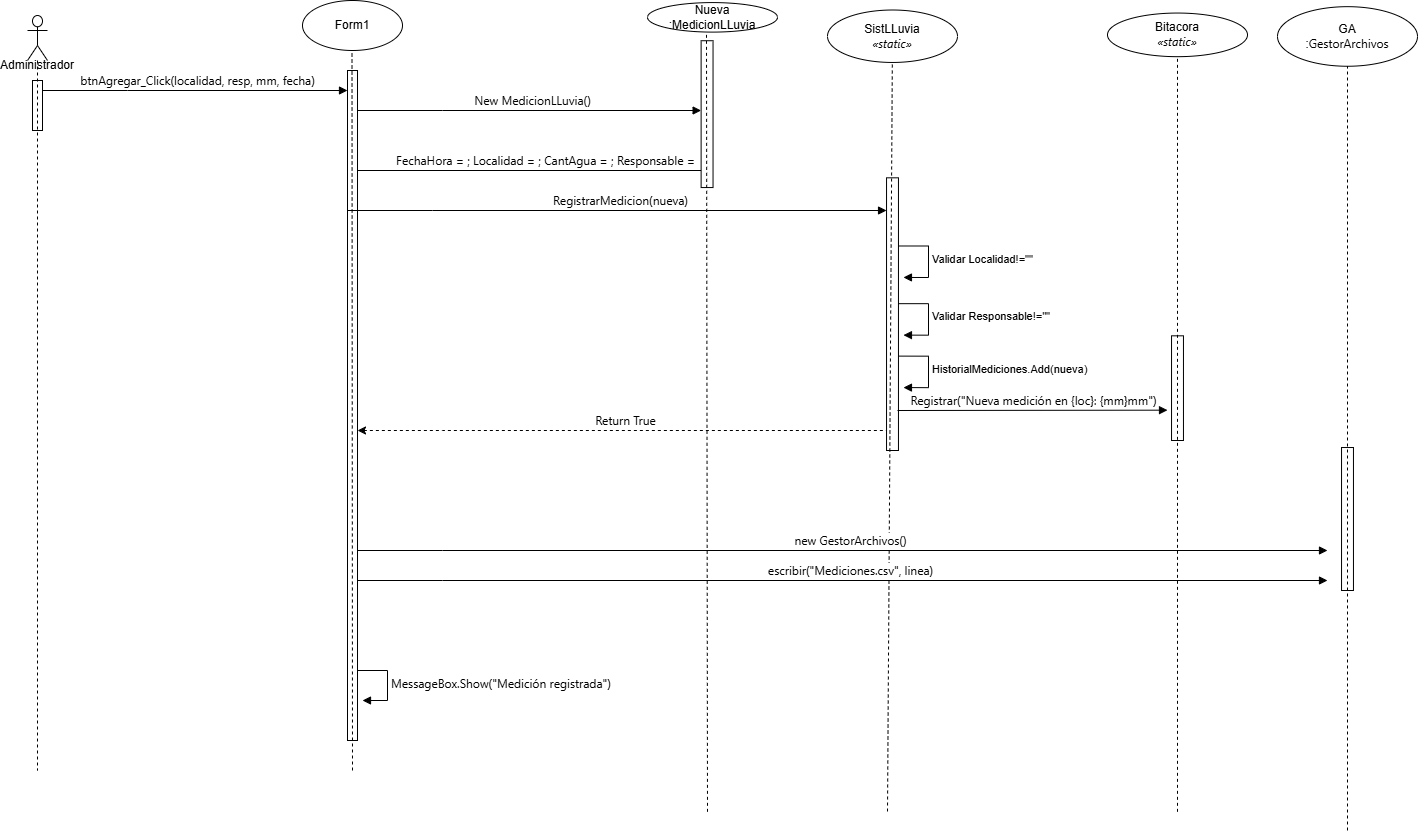 Administrador
Form1
Nueva
:MedicionLLuvia
SistLLuvia
«static»
Bitacora
«static»
GA
:GestorArchivos
btnAgregar_Click(localidad, resp, mm, fecha)
New MedicionLLuvia()
FechaHora = ; Localidad = ; CantAgua = ; Responsable =
RegistrarMedicion(nueva)
Validar Localidad!=""
Validar Responsable!=""
HistorialMediciones.Add(nueva)
Registrar("Nueva medición en {loc}: {mm}mm")
Return True
new GestorArchivos()
escribir("Mediciones.csv", linea)
MessageBox.Show("Medición registrada")